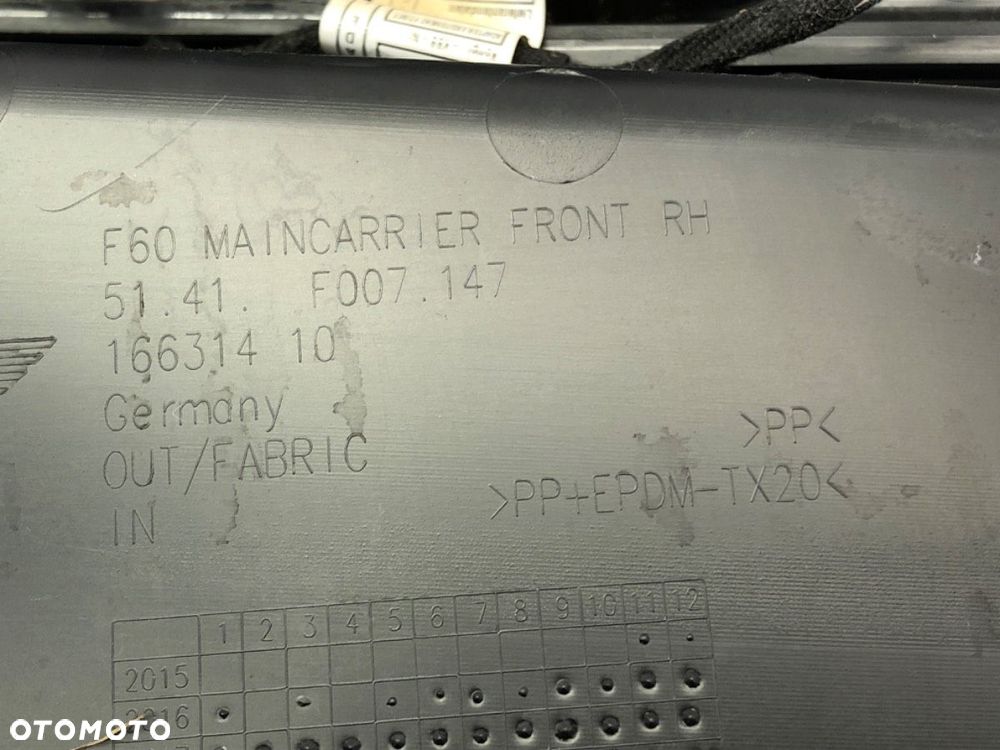 F60 MAINCARRIER FRONT RH
51.41. F007.147
166314 10
Germany
OUT/FABRIC
IN
>PP<
>PP+EPDM-TX20<
1 2 3 4 5 6 7 8 9 10 11 12
2015
2016
OTOMOTO